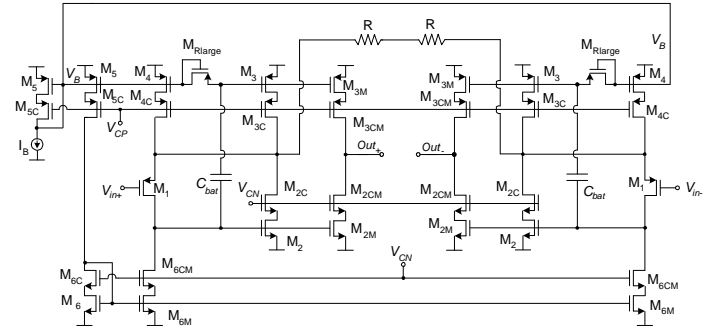 R R
M_Rlarge M_Rlarge
V_B
M_5 V_B M_5 M_4 M_3 M_3M M_3M M_3 M_4
M_5C M_5C M_4C M_3C M_3CM M_3CM M_3C M_4C
I_B V_CP
Out_+ Out_-
V_in+ M_1 C_bat V_CN M_2C M_2CM M_2CM M_2C C_bat M_1 V_in-
M_2 M_2M M_2M M_2
V_CN
M_6C M_6CM M_6CM
M_6 M_6M M_6M